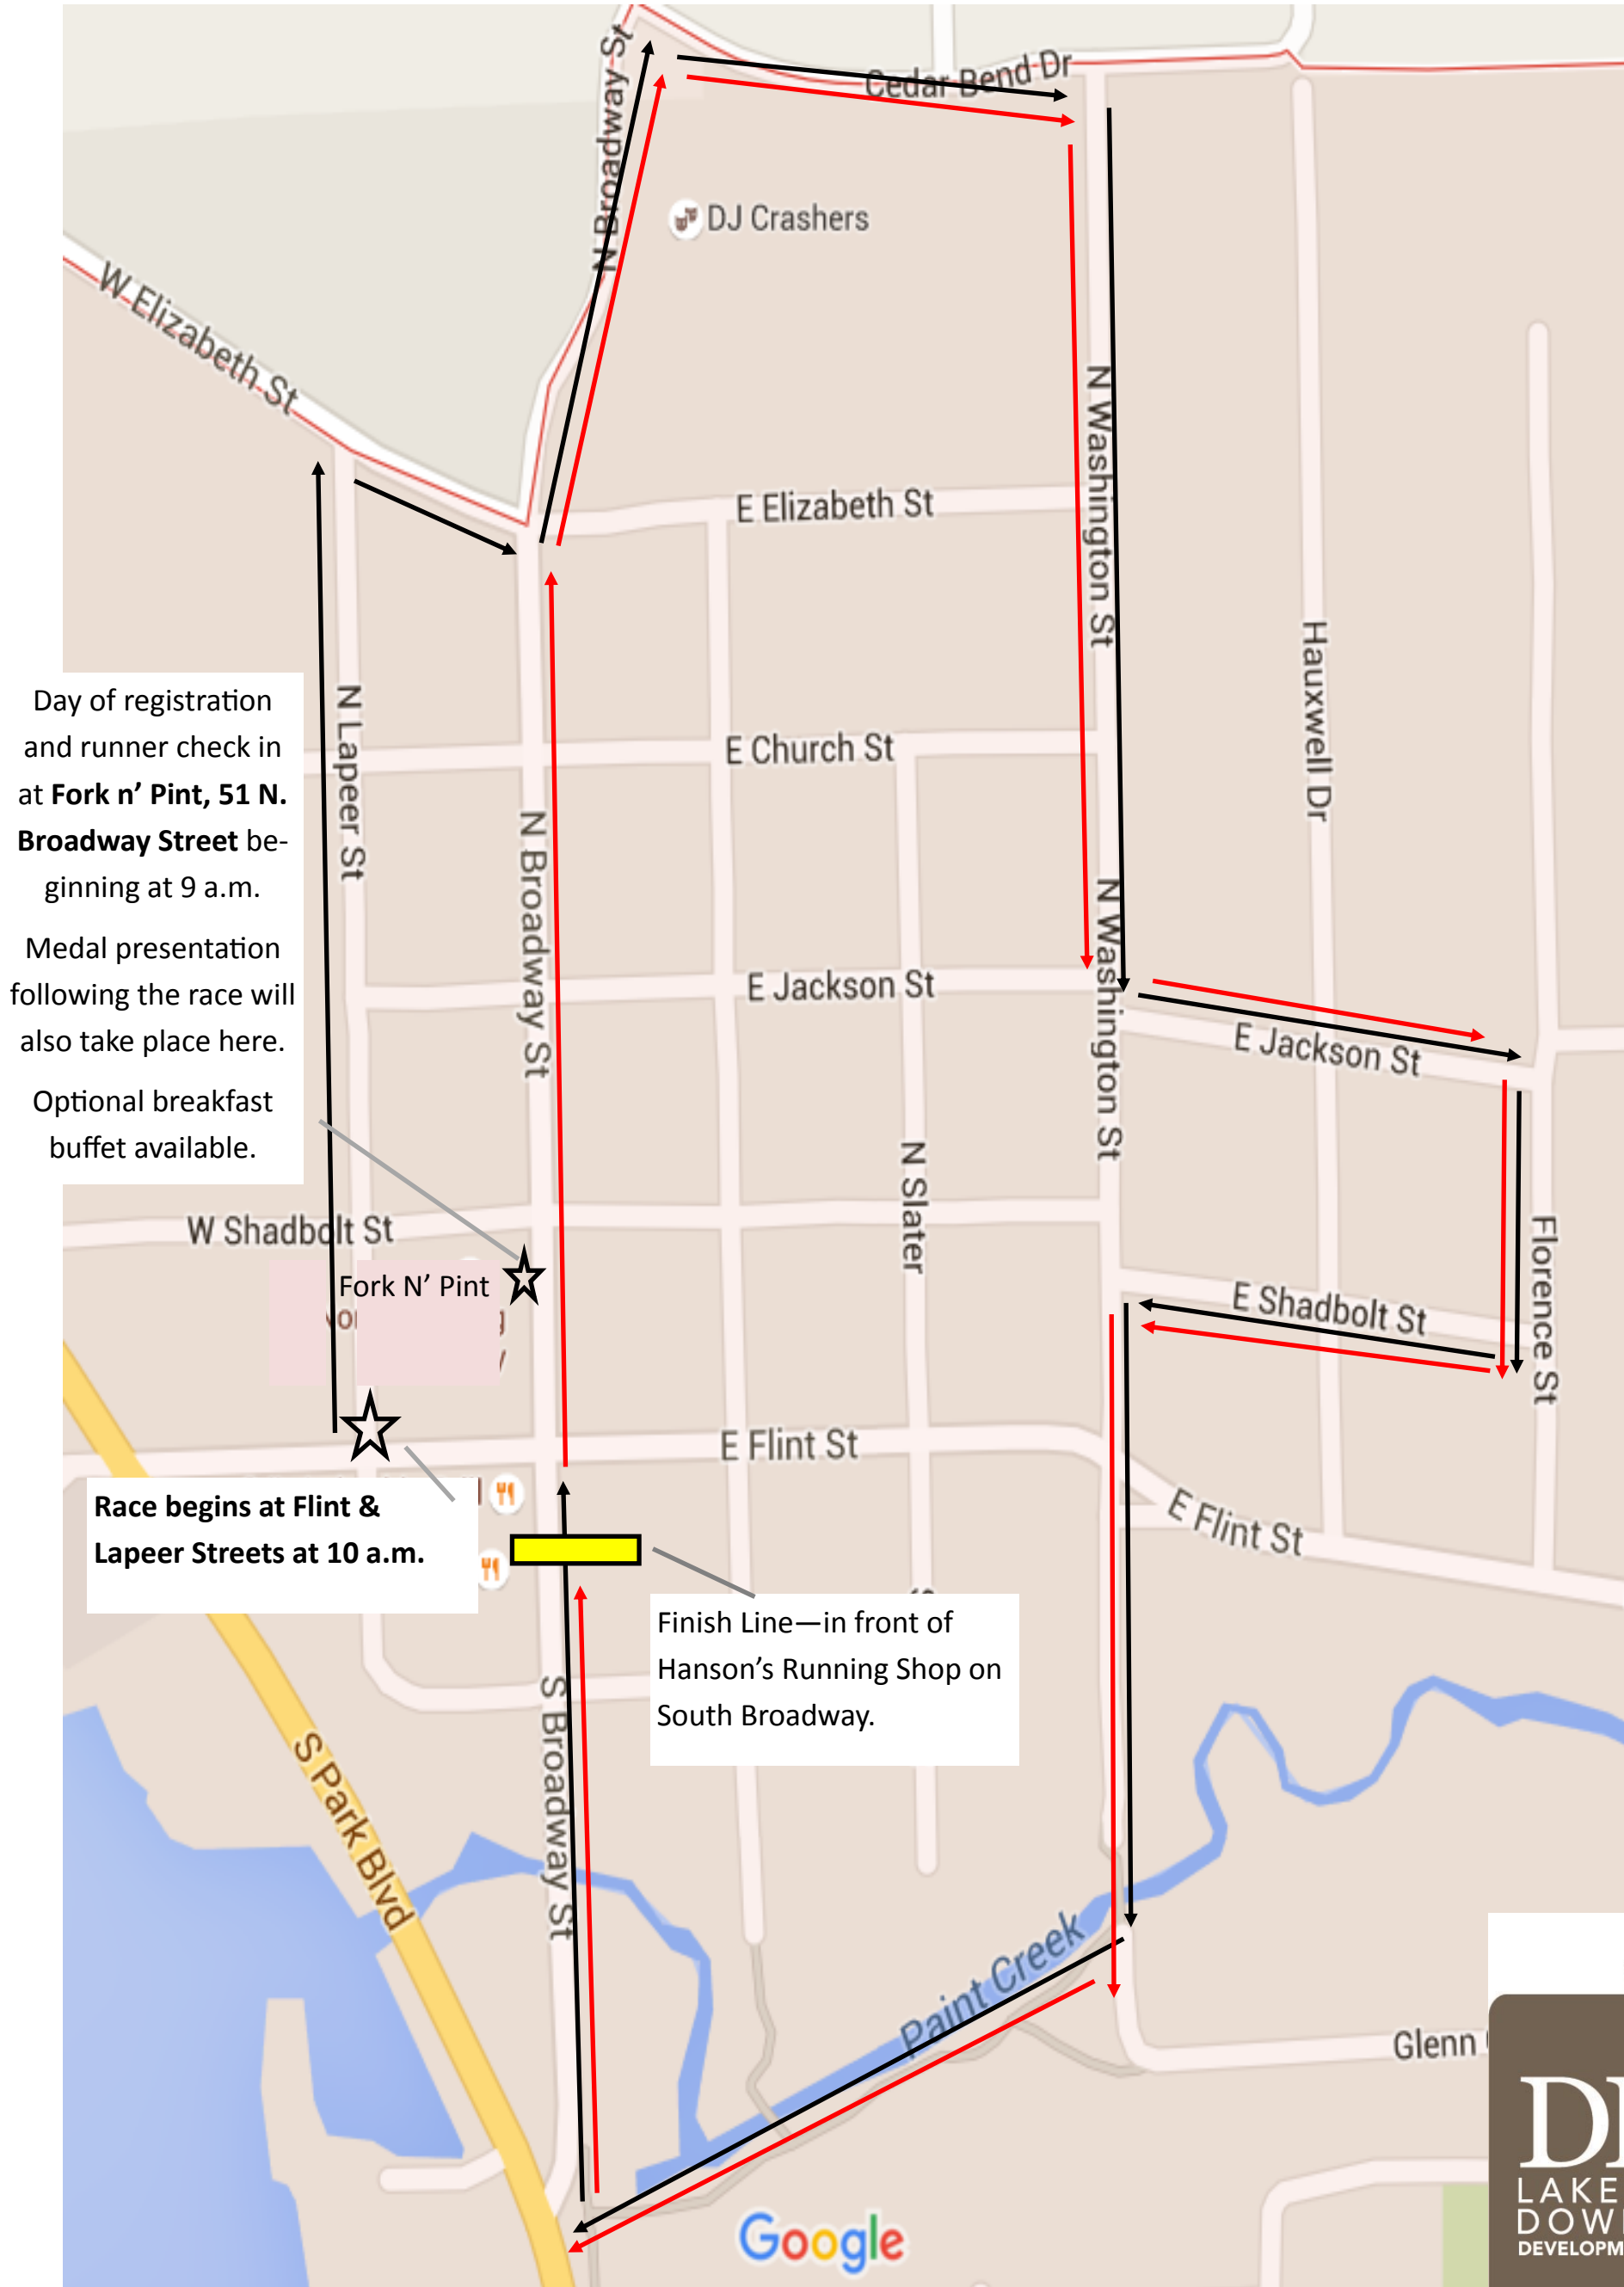 N Broadway St
Cedar Bend Dr
DJ Crashers
W Elizabeth St
N Washington St
E Elizabeth St
Hauxwell Dr
Day of registration
and runner check in
at Fork n' Pint, 51 N.
Broadway Street be-
ginning at 9 a.m.
Medal presentation
following the race will
also take place here.
Optional breakfast
buffet available.
N Lapeer St
E Church St
N Broadway St
N Washington St
E Jackson St
E Jackson St
N Slater
W Shadbolt St
Florence St
Fork N' Pint
E Shadbolt St
E Flint St
Race begins at Flint &
Lapeer Streets at 10 a.m.
E Flint St
Finish Line—in front of
Hanson's Running Shop on
South Broadway.
S Broadway St
S Park Blvd
Paint Creek
Glenn
LAKE
Google